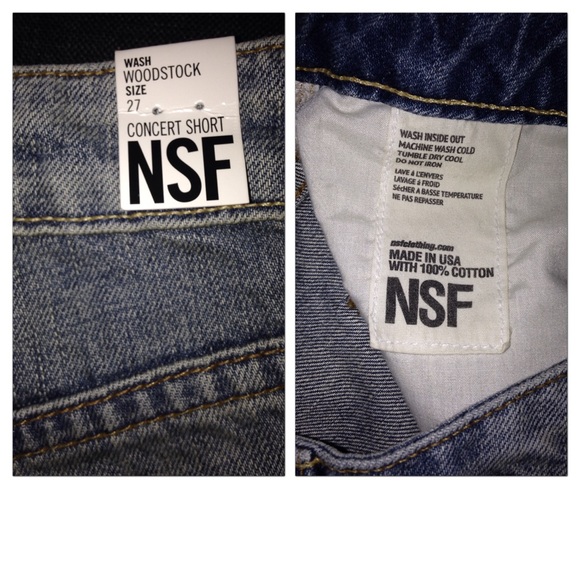 WASH
WOODSTOCK
SIZE
27
CONCERT SHORT
NSF
WASH INSIDE OUT
MACHINE WASH COLD
TUMBLE DRY COOL
DO NOT IRON
LAVE á L'ENVERS
LAVAGE á FROID
SéCHER A BASSE TEMPERATURE
NE PAS REPASSER
nsfclothing.com
MADE IN USA
WITH 100% COTTON
NSF